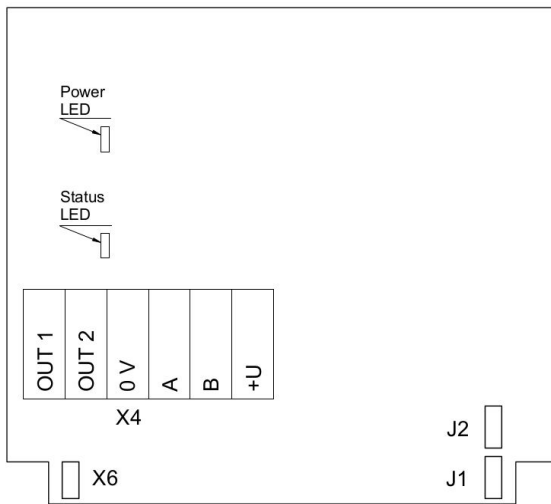 Power
LED
Status
LED
OUT 1
OUT 2
0 V
A
B
+U
X4
J2
X6
J1